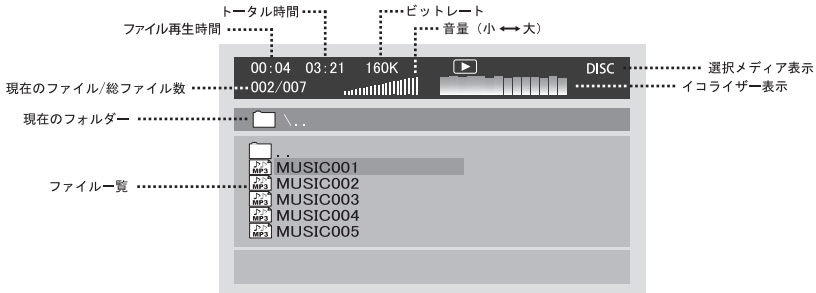 トータル時間
ビットレート
ファイル再生時間
音量（小⟷大）
00:04 03:21 160K DISC
選択メディア表示
現在のファイル/総ファイル数
002/007
イコライザー表示
現在のフォルダー
\..
..
MP3 MUSIC001
MP3 MUSIC002
ファイル一覧
MP3 MUSIC003
MP3 MUSIC004
MP3 MUSIC005